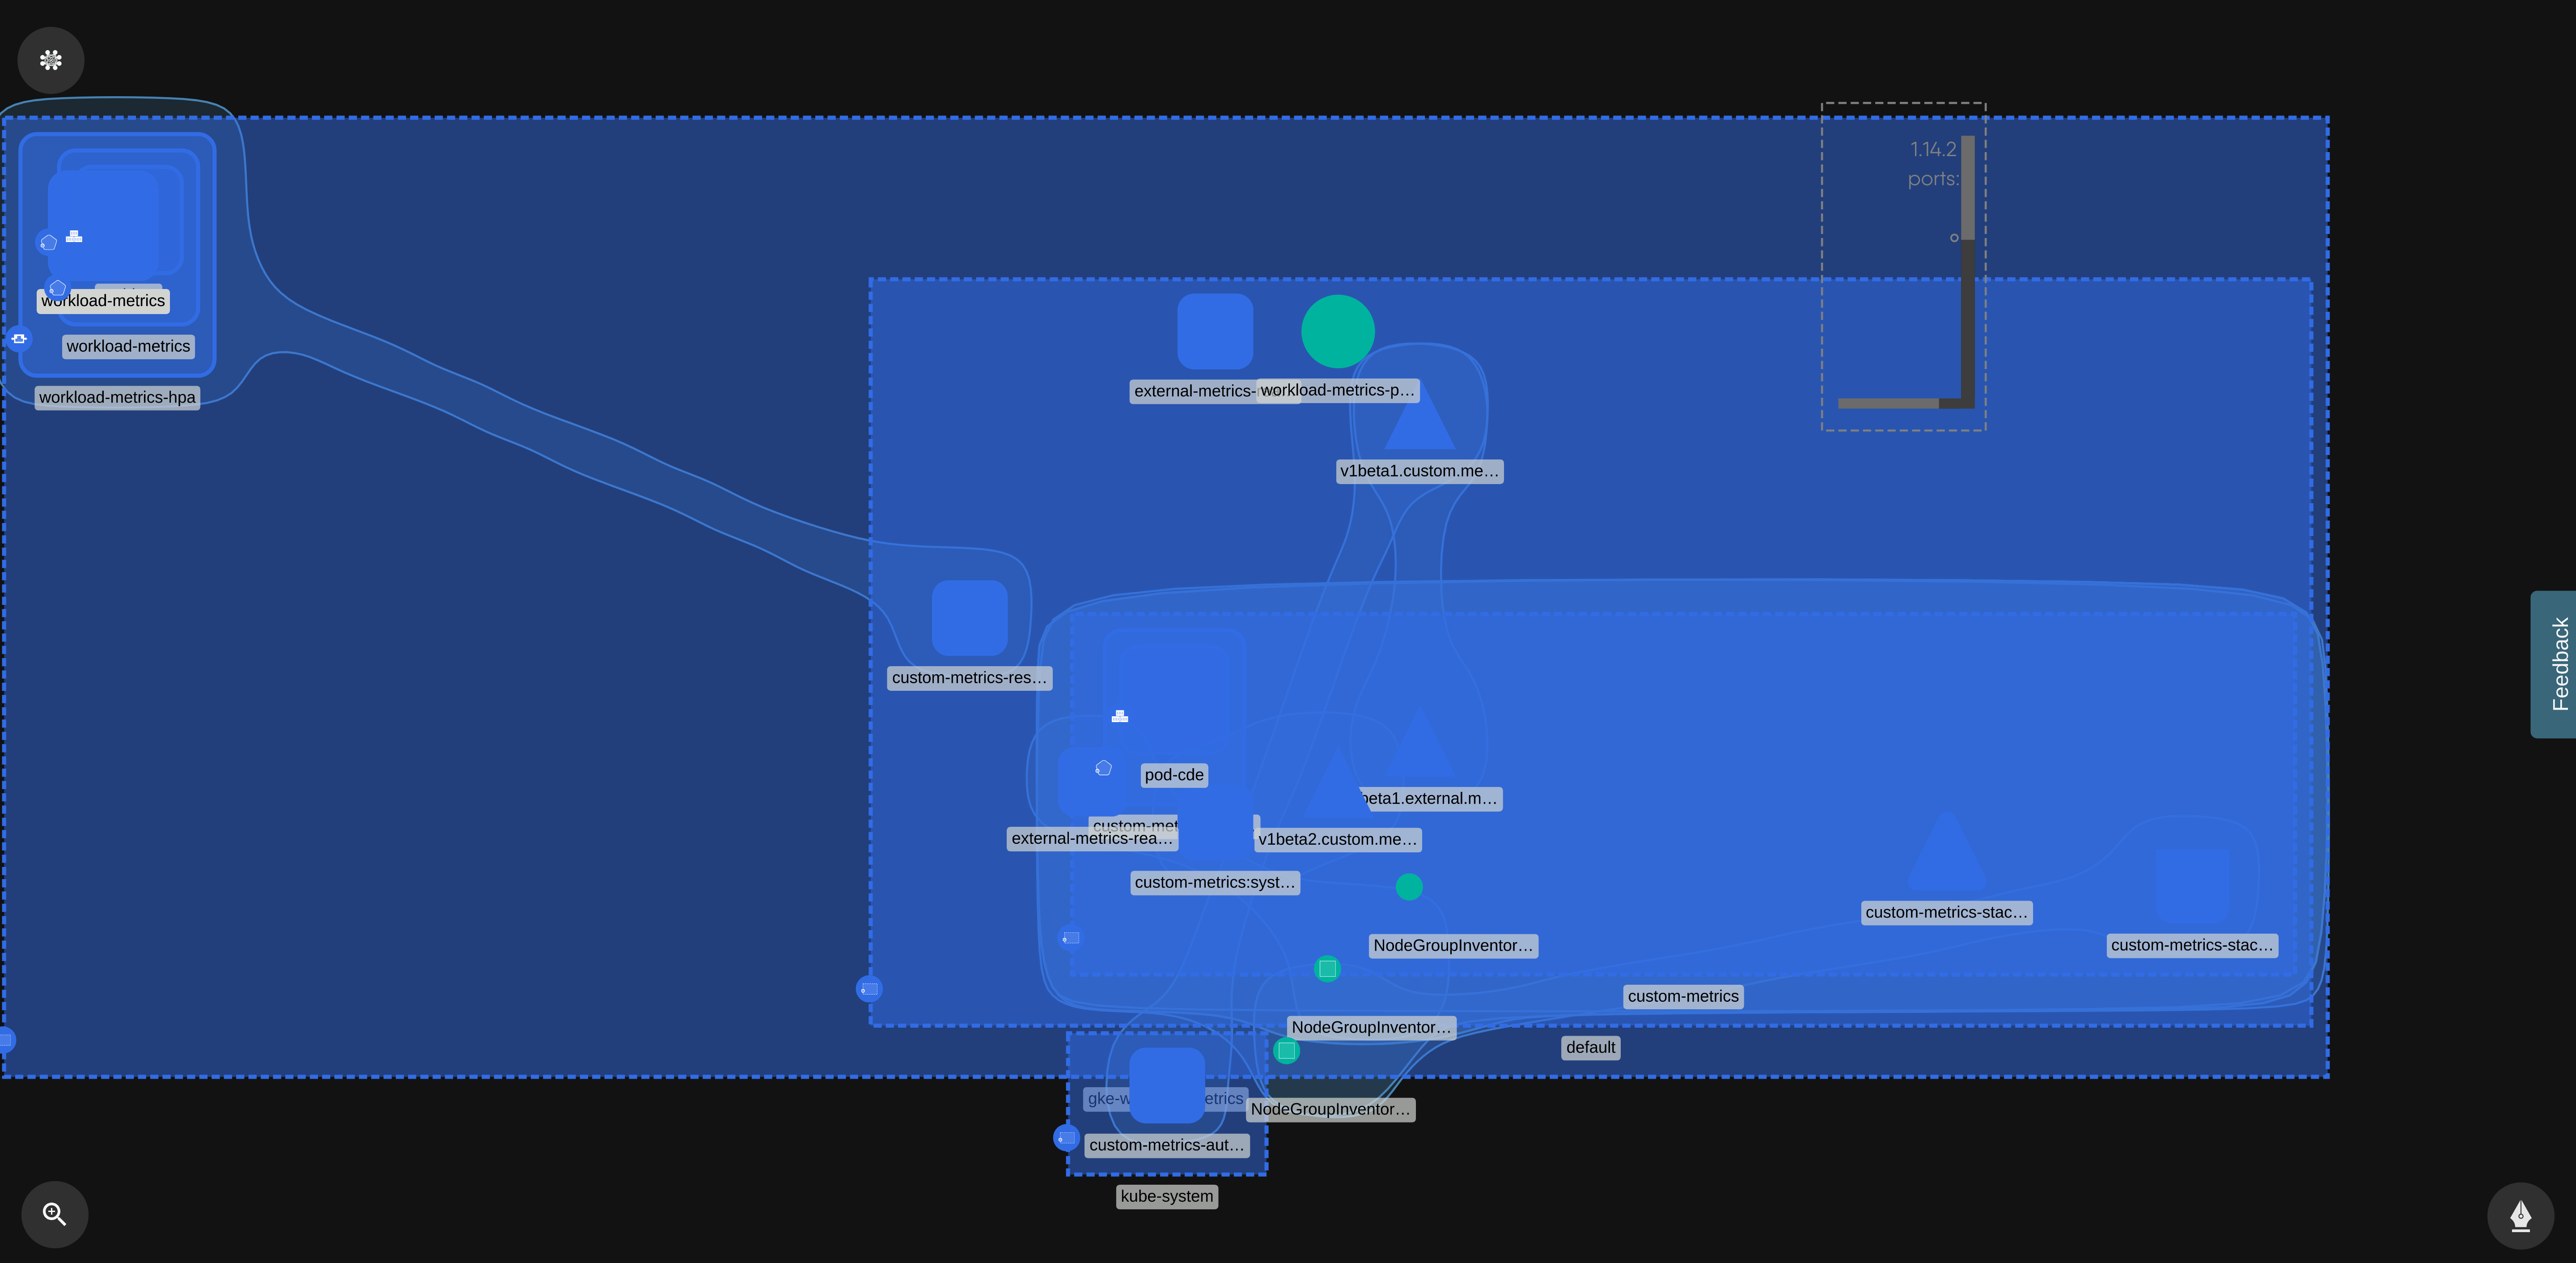 1.14.2
ports:
workload-metrics
workload-metrics
workload-metrics-hpa
external-metrics-
workload-metrics-p…
v1beta1.custom.me…
custom-metrics-res…
pod-cde
beta1.external.m…
custom-met
external-metrics-rea…
v1beta2.custom.me…
custom-metrics:syst…
custom-metrics-stac…
custom-metrics-stac…
NodeGroupInventor…
custom-metrics
NodeGroupInventor…
default
gke-w etrics
NodeGroupInventor…
custom-metrics-aut…
kube-system
Feedback